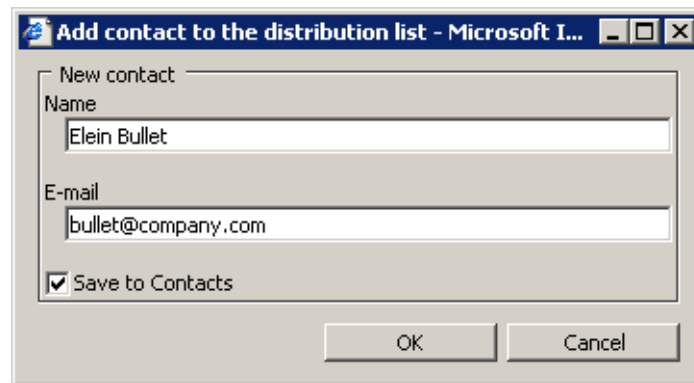 Add contact to the distribution list - Microsoft I...
New contact
Name
Elein Bullet
E-mail
bullet@company.com
Save to Contacts
OK Cancel